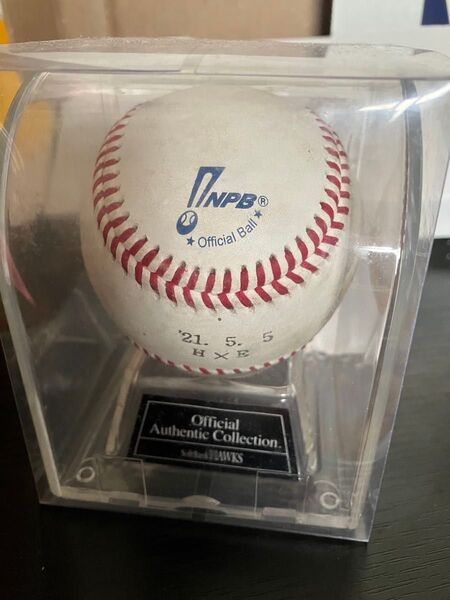 NPB®
★ Official Ball ★
'21. 5. 5
H × E
Official
Authentic Collection.
SoftBank HAWKS